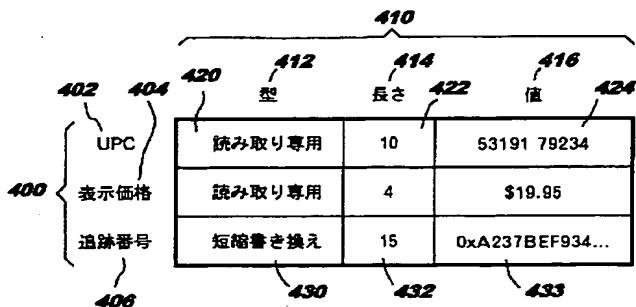 410
412 414 416
402 404 420 型 長さ 422 値 424
UPC 読み取り専用 10 53191 79234
400 表示価格 読み取り専用 4 $19.95
追跡番号 短縮書き換え 15 0xA237BEF934...
406 430 432 433